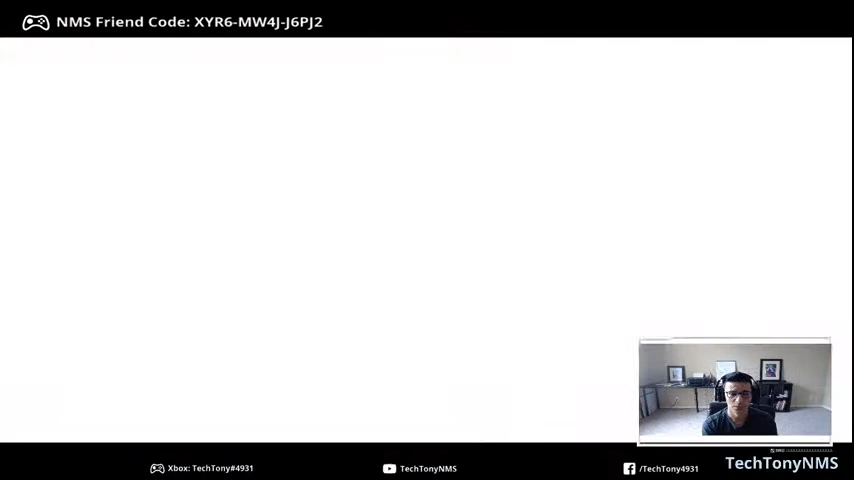 NMS Friend Code: XYR6-MW4J-J6PJ2
Xbox: TechTony#4931
TechTonyNMS
/TechTony4931
TechTonyNMS